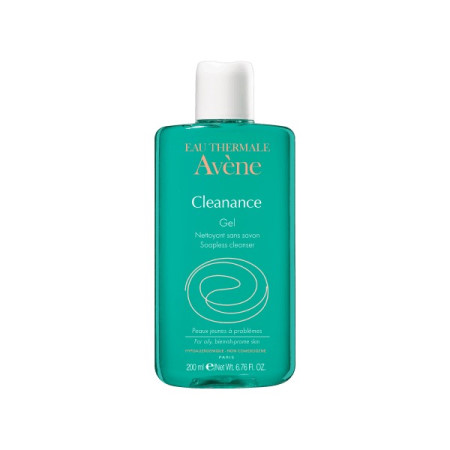 EAU THERMALE
Avène
Cleanance
Gel
Nettoyant sans savon
Soapless cleanser
Peaux jeunes à problèmes
For oily, blemish-prone skin
PARIS
200 ml e Net Wt. 6.76 FL. OZ.